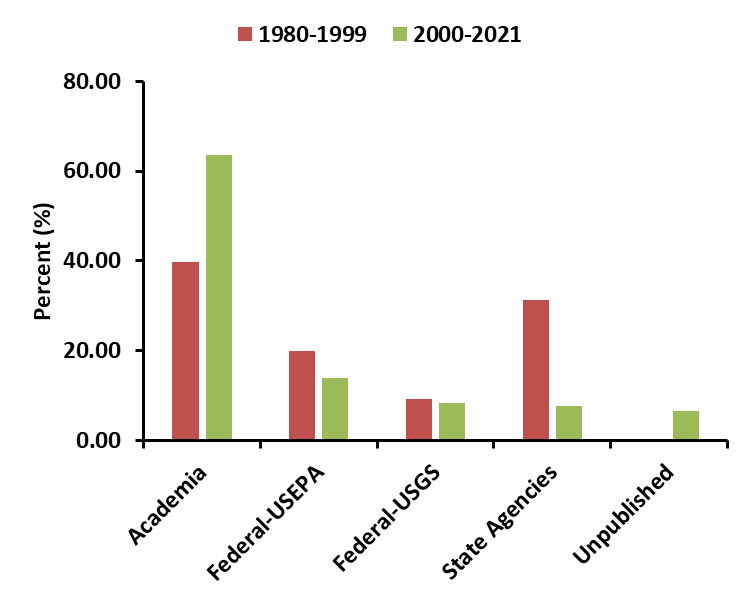 1980-1999 2000-2021
80.00
60.00
40.00
20.00
0.00
Percent (%)
Academia
Federal-USEPA
Federal-USGS
State Agencies
Unpublished